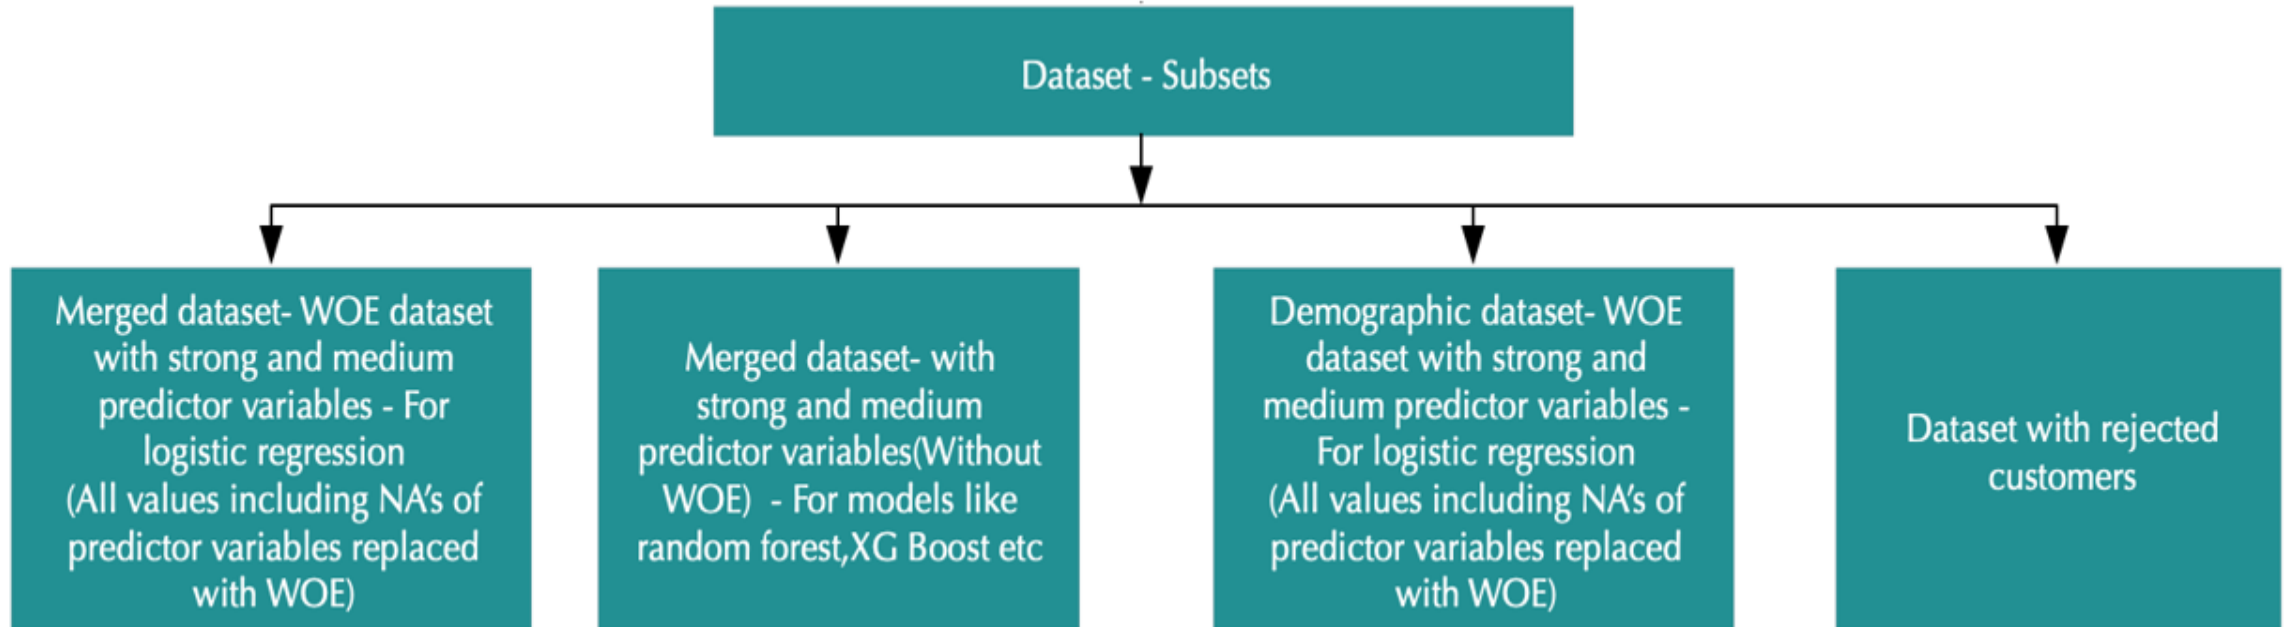 Dataset - Subsets
Merged dataset- WOE dataset
with strong and medium
predictor variables - For
logistic regression
(All values including NA's of
predictor variables replaced
with WOE)
Merged dataset- with
strong and medium
predictor variables(Without
WOE)  - For models like
random forest,XG Boost etc
Demographic dataset- WOE
dataset with strong and
medium predictor variables -
For logistic regression
(All values including NA's of
predictor variables replaced
with WOE)
Dataset with rejected
customers